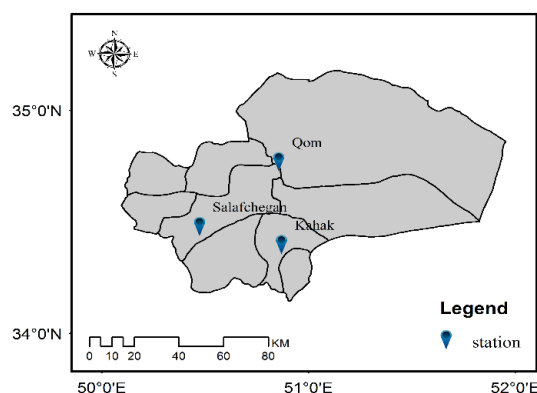 N
W E
S
35°0'N
Qom
Salafchegan
Kahak
Legend
station
34°0'N
KM
0 10 20 40 60 80
50°0'E 51°0'E 52°0'E